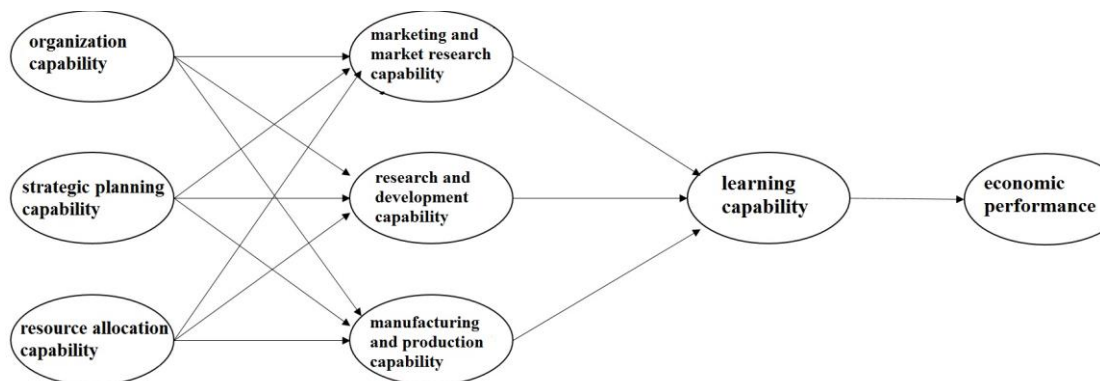 organization
capability
marketing and
market research
capability
strategic planning
capability
research and
development
capability
learning
capability
economic
performance
resource allocation
capability
manufacturing
and production
capability